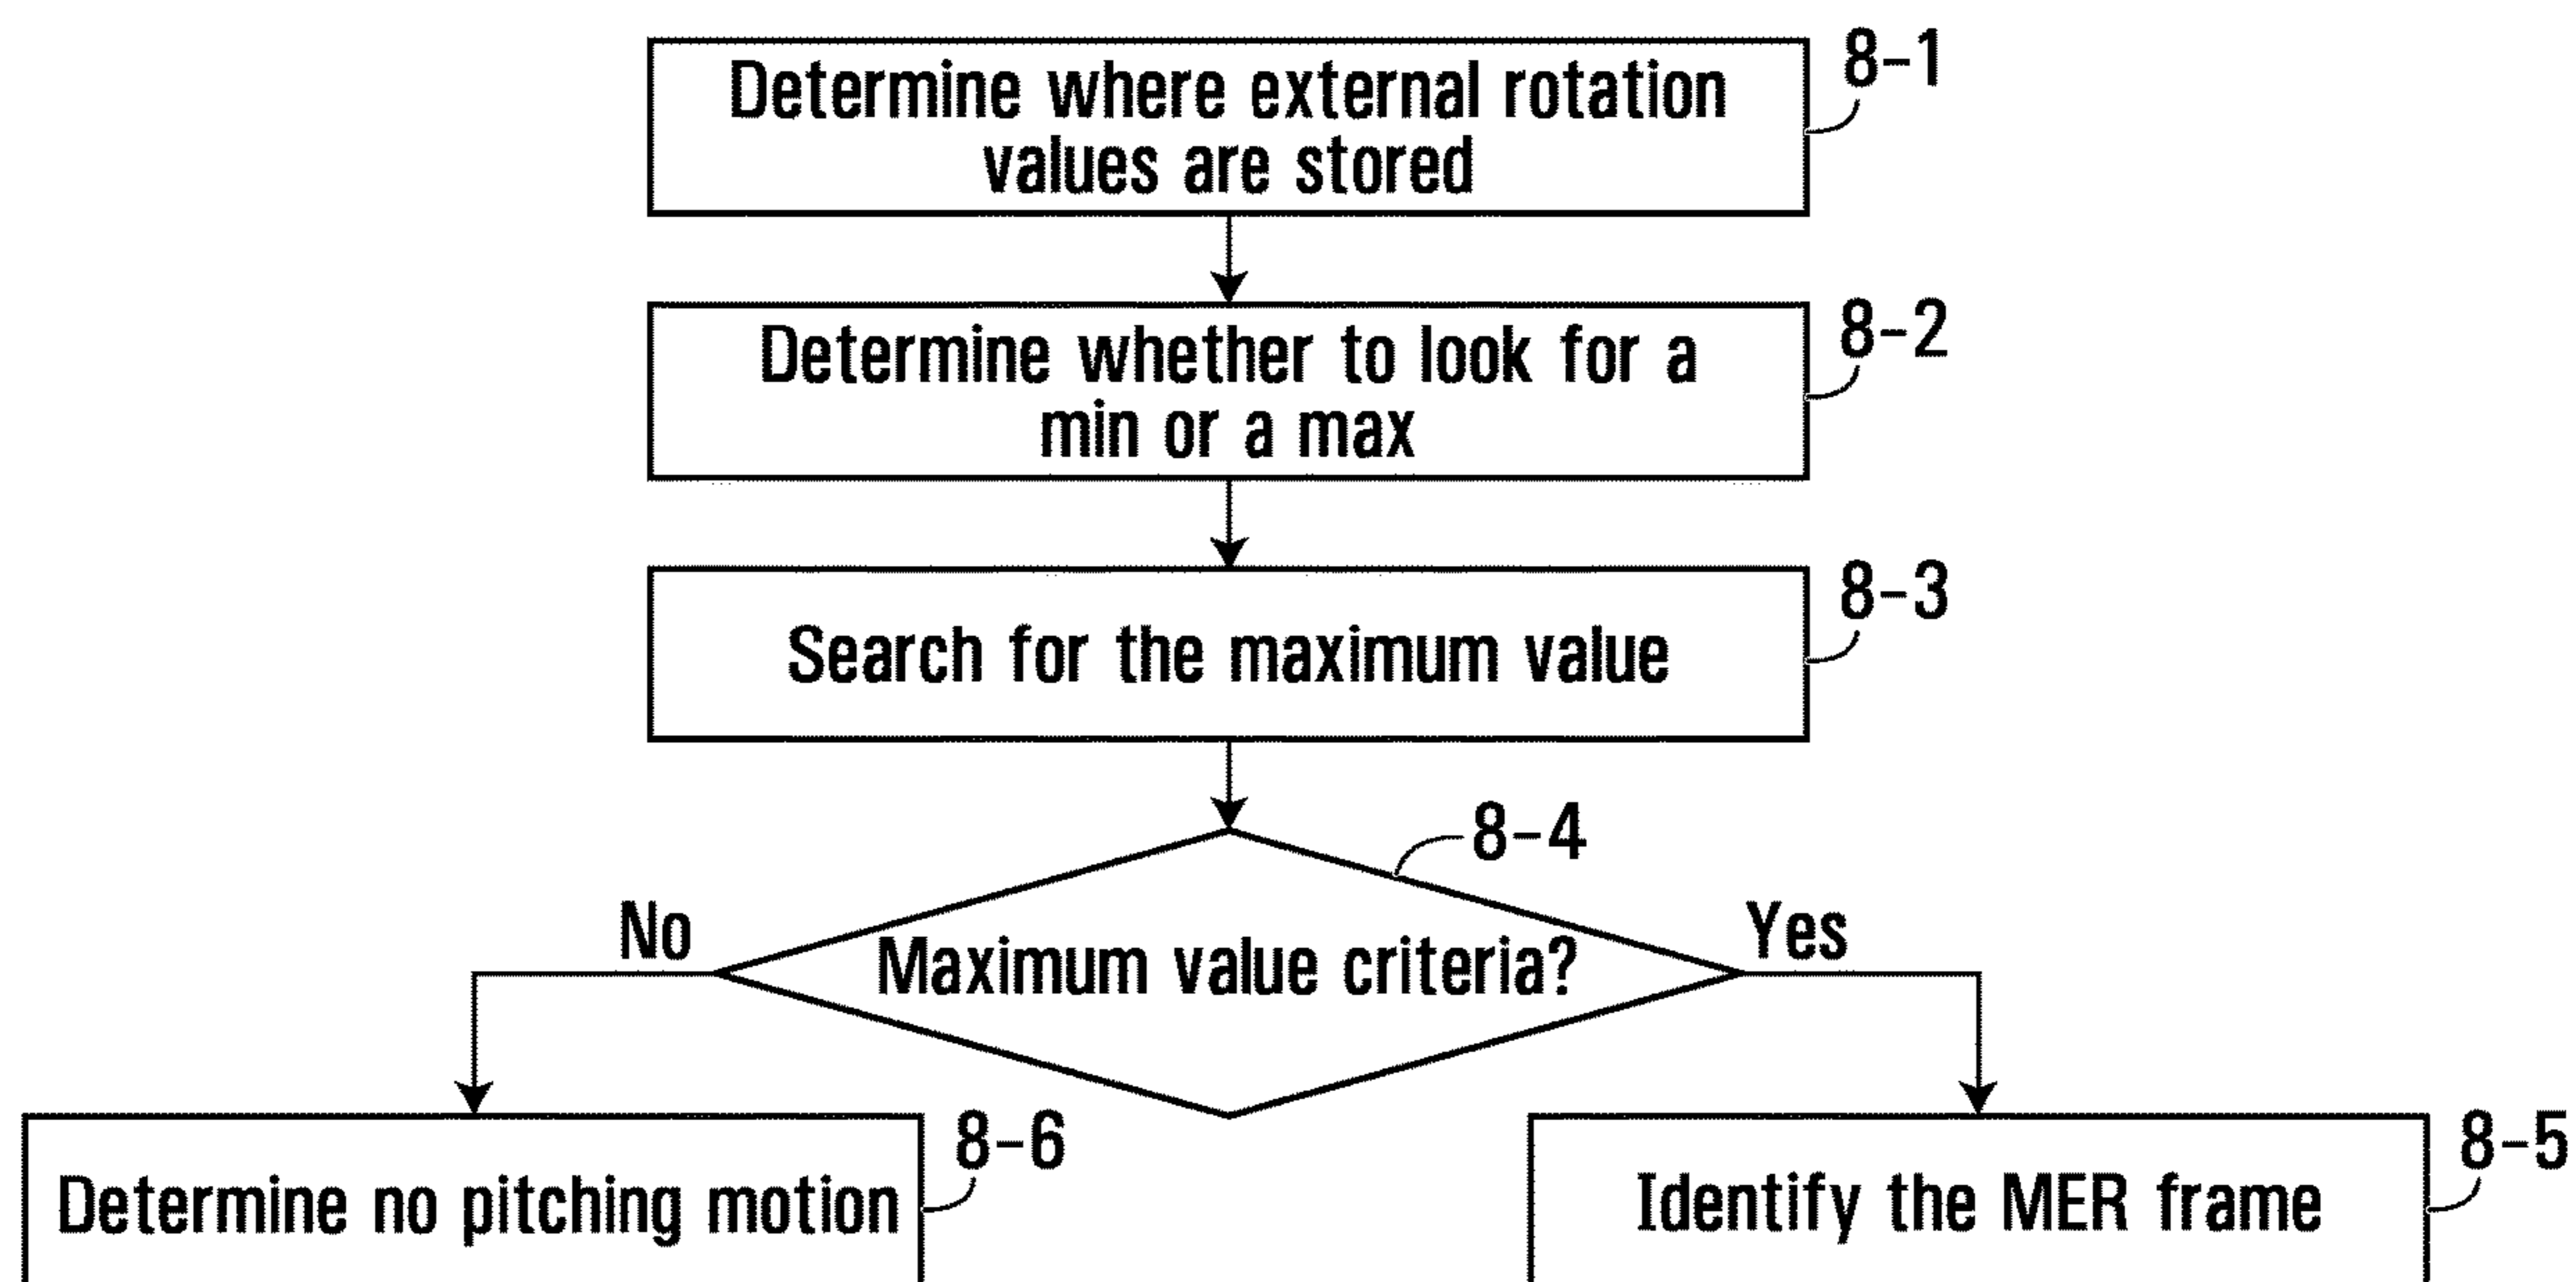 Determine where external rotation
values are stored
8-1
Determine whether to look for a
min or a max
8-2
Search for the maximum value
8-3
Maximum value criteria?
8-4
No
Yes
Determine no pitching motion
8-6
Identify the MER frame
8-5